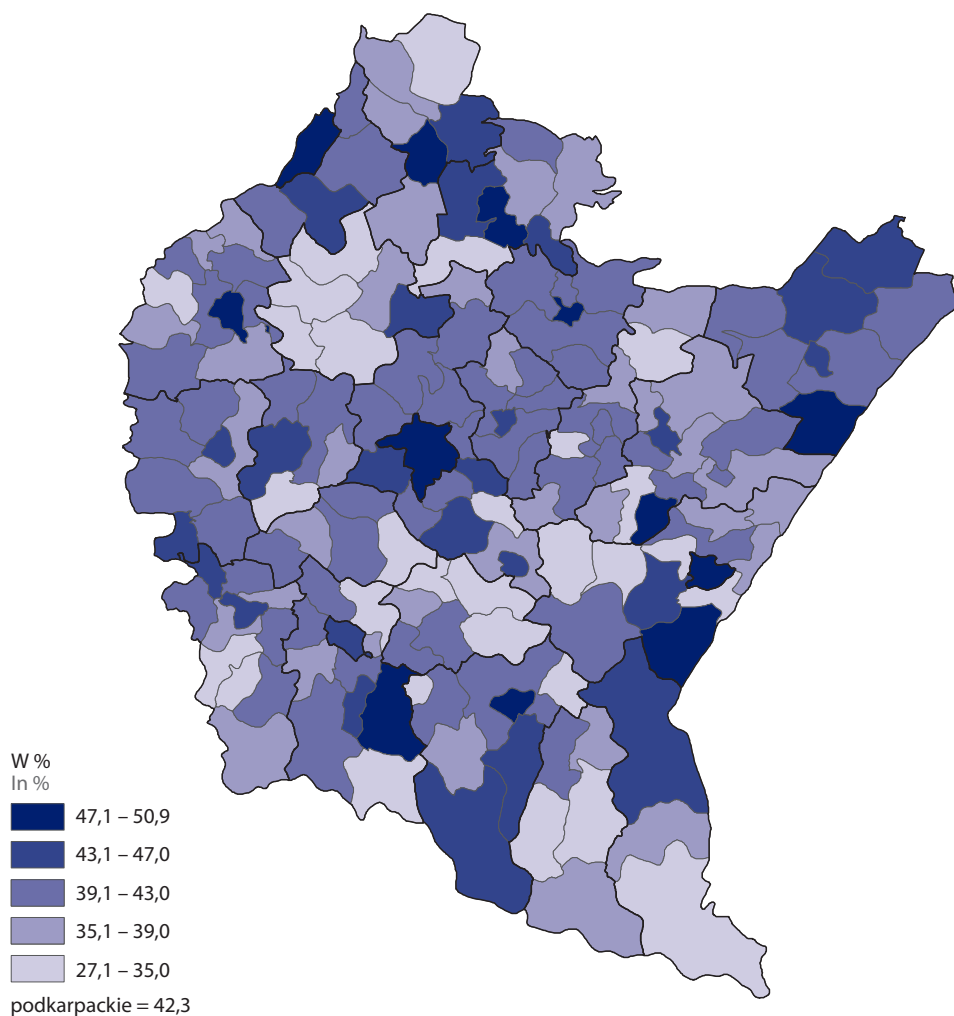 W %
In %
47,1 – 50,9
43,1 – 47,0
39,1 – 43,0
35,1 – 39,0
27,1 – 35,0
podkarpackie = 42,3